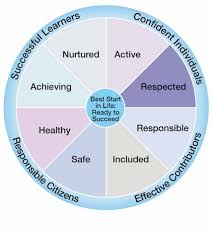 Successful Learners
Confident Individuals
Nurtured
Active
Achieving
Respected
Best Start
in Life:
Ready to
Succeed
Healthy
Responsible
Safe
Included
Responsible Citizens
Effective Contributors